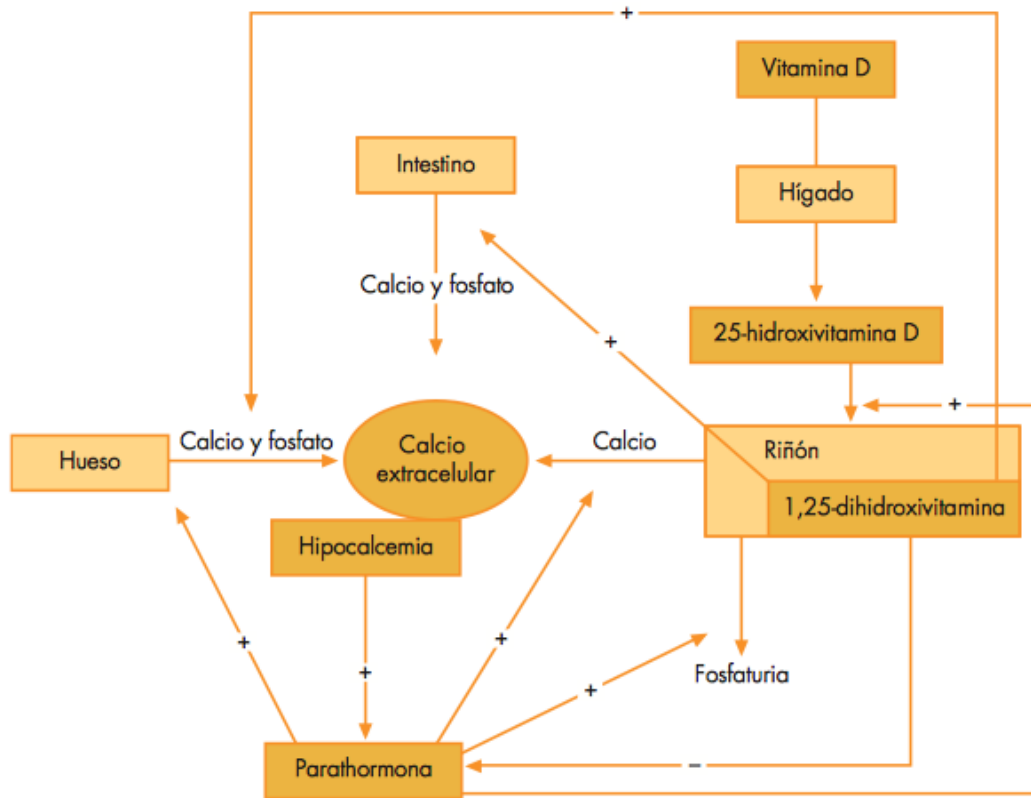 +
Vitamina D
Intestino
Hígado
Calcio y fosfato
25-hidroxivitamina D
+
+
Hueso
Calcio y fosfato
Calcio
extracelular
Calcio
Riñón
1,25-dihidroxivitamina
Hipocalcemia
+
+
+
+
Fosfaturia
Parathormona
–